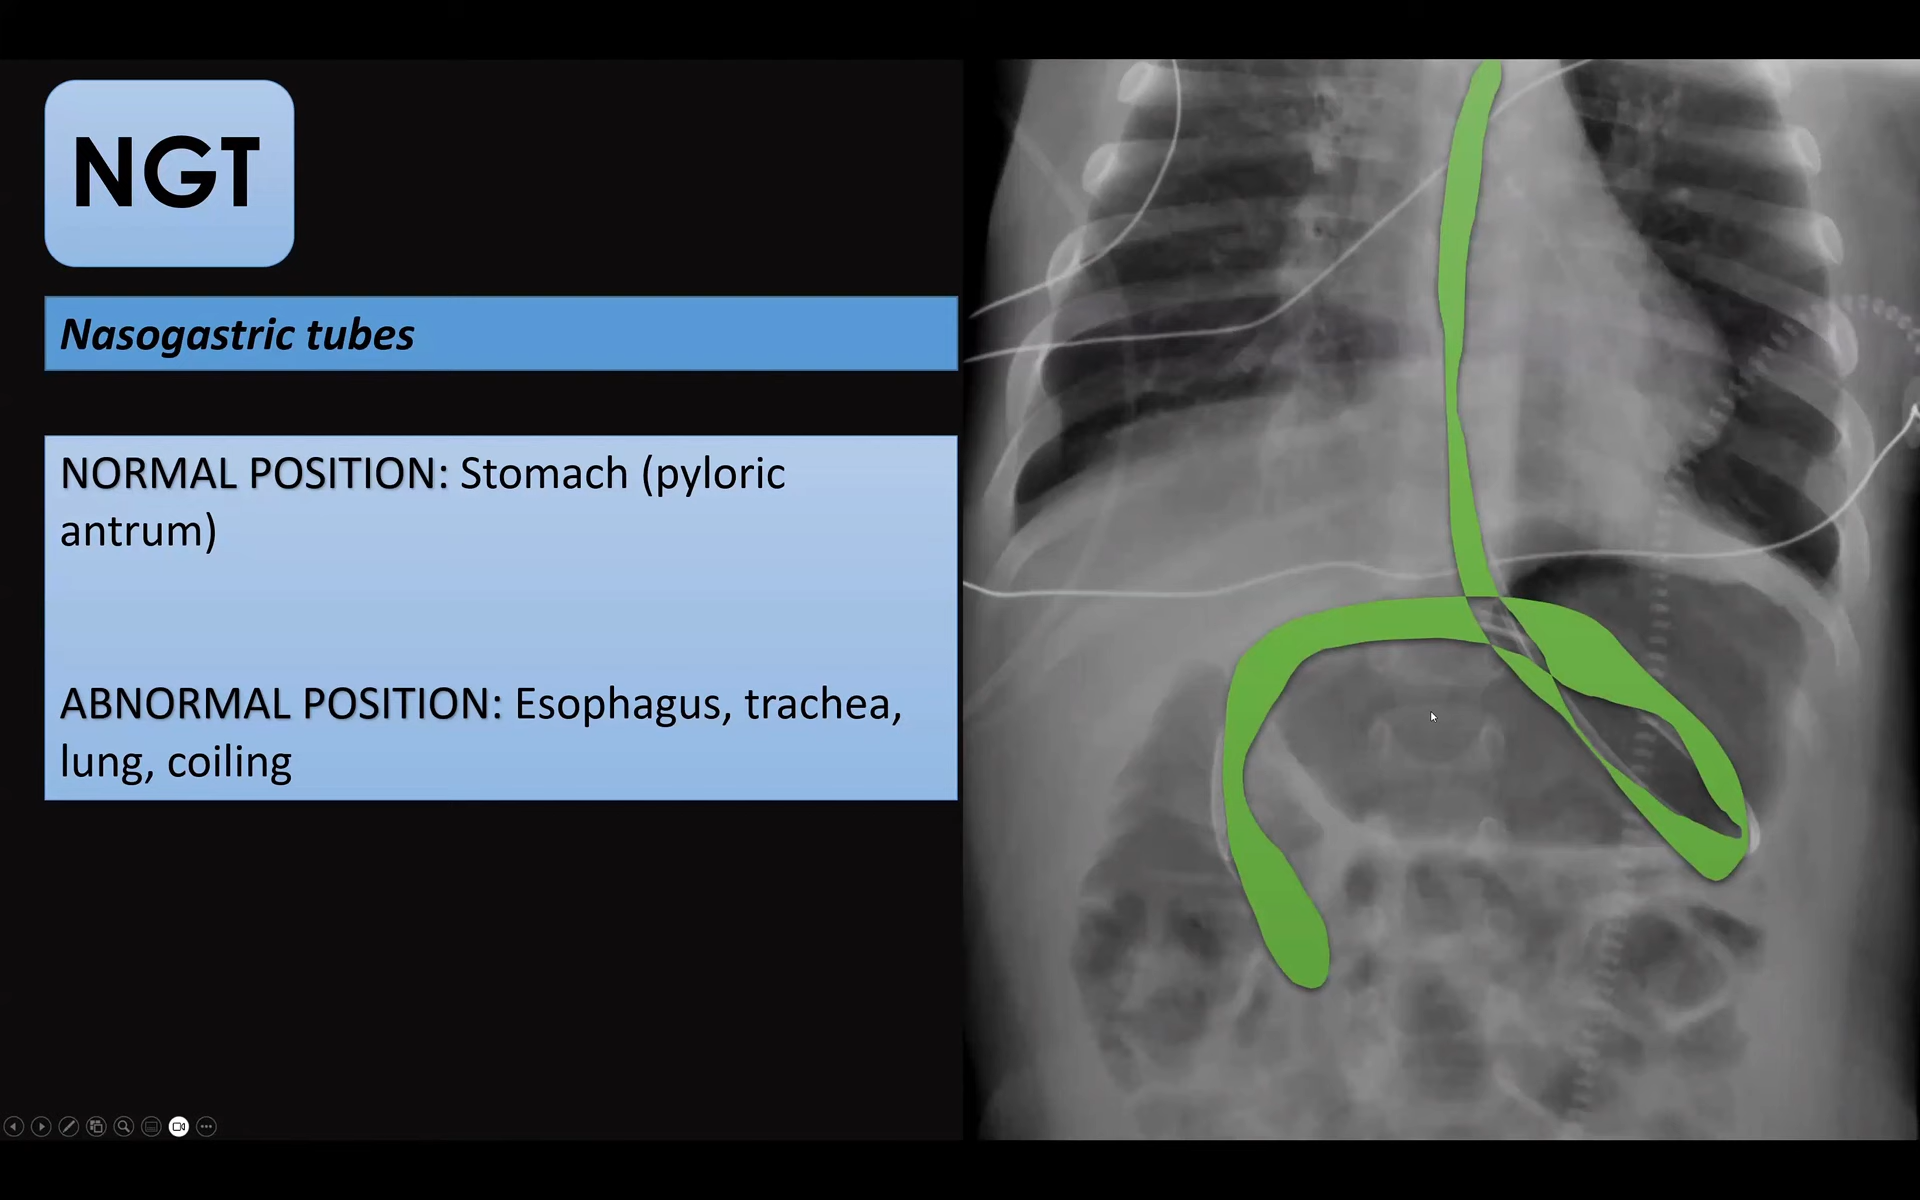 NGT
Nasogastric tubes
NORMAL POSITION: Stomach (pyloric
antrum)
ABNORMAL POSITION: Esophagus, trachea,
lung, coiling